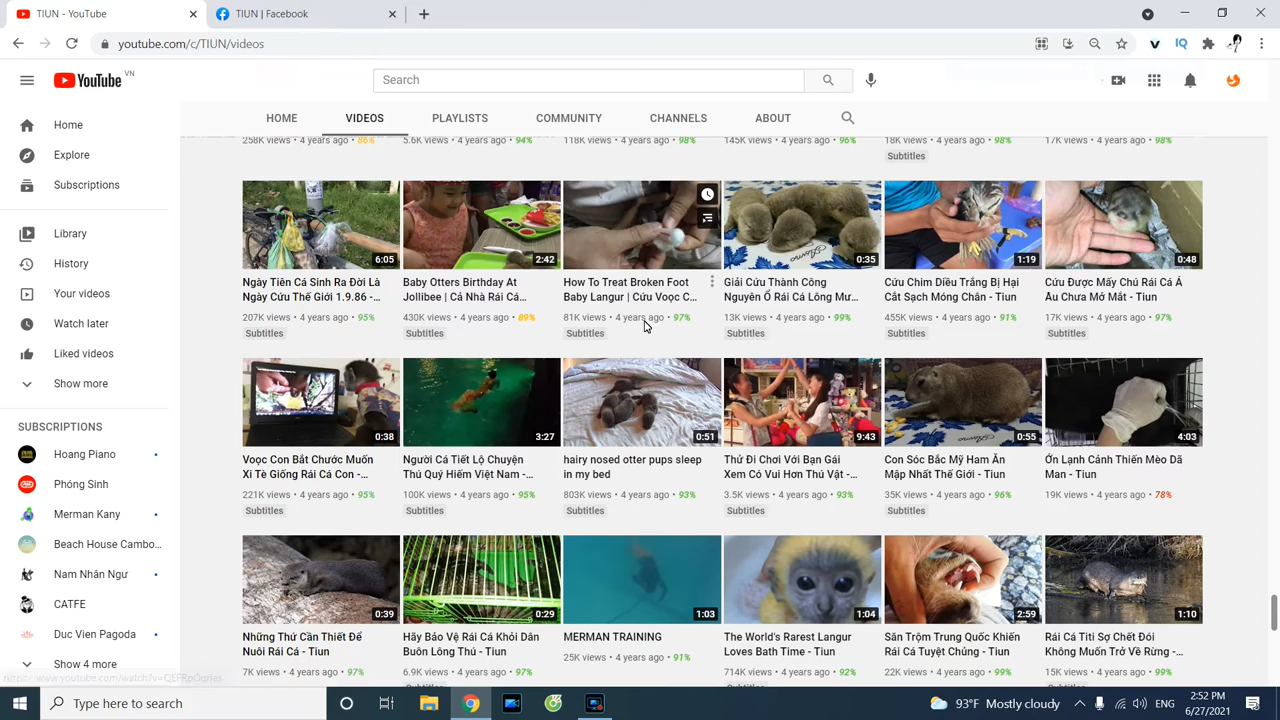 TIUN - YouTube
TIUN | Facebook
youtube.com/c/TIUN/videos
YouTube VN
Search
HOME VIDEOS PLAYLISTS COMMUNITY CHANNELS ABOUT
Home
Explore
Subscriptions
Library
History
Your videos
Watch later
Liked videos
Show more
SUBSCRIPTIONS
Hoang Piano
Phóng Sinh
Merman Kany
Beach House Cambo...
Nam Nhân Ngư
CATFE
Duc Vien Pagoda
Show 4 more
258K views • 4 years ago • 86%
5.6K views • 4 years ago • 94%
118K views • 4 years ago • 98%
145K views • 4 years ago • 96%
18K views • 4 years ago • 98%
Subtitles
17K views • 4 years ago • 98%
6:05
Ngày Tiên Cá Sinh Ra Đời Là
Ngày Cứu Thế Giới 1.9.86 -...
207K views • 4 years ago • 95%
Subtitles
2:42
Baby Otters Birthday At
Jollibee | Cá Nhà Rái Cá...
430K views • 4 years ago • 89%
Subtitles
How To Treat Broken Foot
Baby Langur | Cứu Voọc C...
81K views • 4 years ago • 97%
Subtitles
0:35
Giải Cứu Thành Công
Nguyên Ổ Rái Cá Lông Mư...
13K views • 4 years ago • 99%
Subtitles
1:19
Cứu Chim Diều Trắng Bị Hại
Cắt Sạch Móng Chân - Tiun
455K views • 4 years ago • 91%
Subtitles
0:48
Cứu Được Mấy Chú Rái Cá Á
Âu Chưa Mở Mắt - Tiun
17K views • 4 years ago • 97%
Subtitles
0:38
Voọc Con Bắt Chước Muốn
Xi Tè Giống Rái Cá Con -...
221K views • 4 years ago • 95%
Subtitles
3:27
Người Cá Tiết Lộ Chuyện
Thú Quý Hiếm Việt Nam -...
100K views • 4 years ago • 95%
Subtitles
0:51
hairy nosed otter pups sleep
in my bed
803K views • 4 years ago • 93%
Subtitles
9:43
Thử Đi Chơi Với Bạn Gái
Xem Có Vui Hơn Thú Vật -...
3.5K views • 4 years ago • 93%
Subtitles
0:55
Con Sóc Bắc Mỹ Ham Ăn
Mập Nhất Thế Giới - Tiun
35K views • 4 years ago • 96%
Subtitles
4:03
Ớn Lạnh Cảnh Thiến Mèo Dã
Man - Tiun
19K views • 4 years ago • 78%
0:39
Những Thứ Cần Thiết Để
Nuôi Rái Cá - Tiun
7K views • 4 years ago • 97%
0:29
Hãy Bảo Vệ Rái Cá Khỏi Dân
Buôn Lông Thú - Tiun
6.9K views • 4 years ago • 97%
1:03
MERMAN TRAINING
25K views • 4 years ago • 91%
1:04
The World's Rarest Langur
Loves Bath Time - Tiun
714K views • 4 years ago • 92%
2:59
Săn Trộm Trung Quốc Khiến
Rái Cá Tuyệt Chủng - Tiun
22K views • 4 years ago • 99%
1:10
Rái Cá Titi Sợ Chết Đói
Không Muốn Trở Về Rừng -...
15K views • 4 years ago • 99%
Type here to search
93°F Mostly cloudy
ENG
2:52 PM
6/27/2021